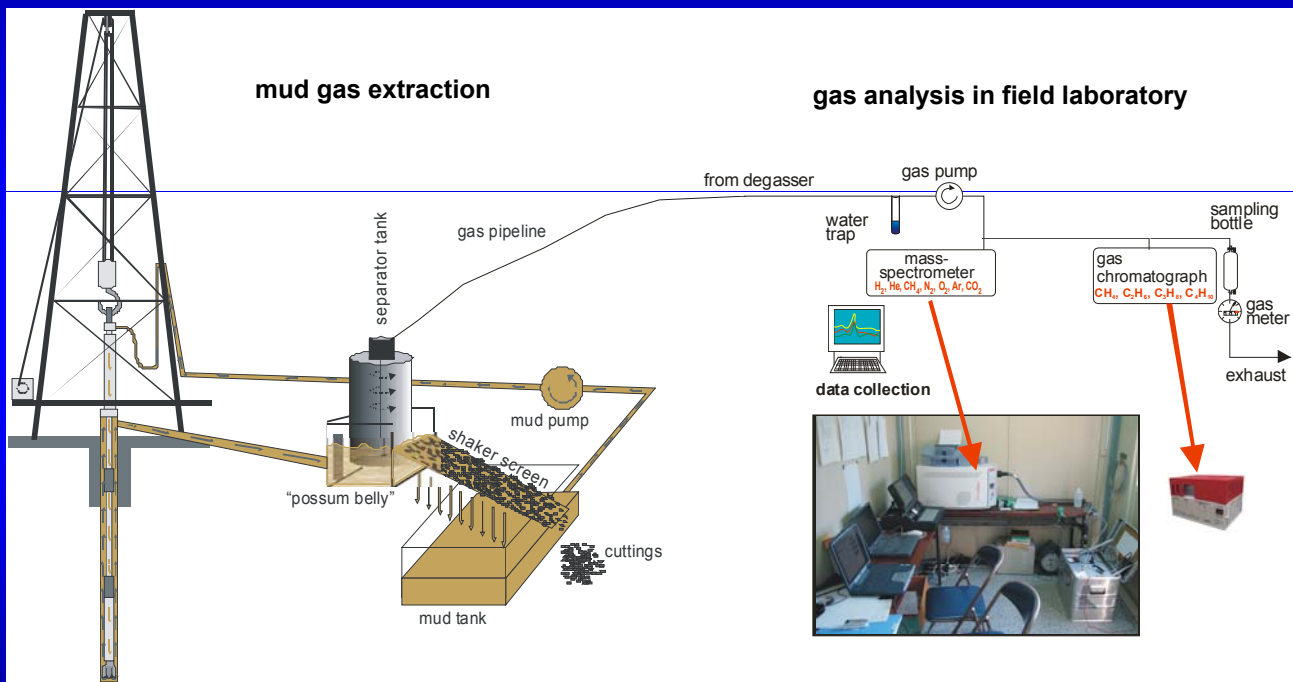 mud gas extraction
gas analysis in field laboratory
from degasser
gas pump
gas pipeline
separator tank
water
trap
sampling
bottle
mass-
spectrometer
H₂, He, CH₄, N₂, O₂, Ar, CO₂
gas
chromatograph
CH₄, C₂H₆, C₃H₈, C₄H₁₀
gas
meter
exhaust
data collection
mud pump
shaker screen
"possum belly"
cuttings
mud tank